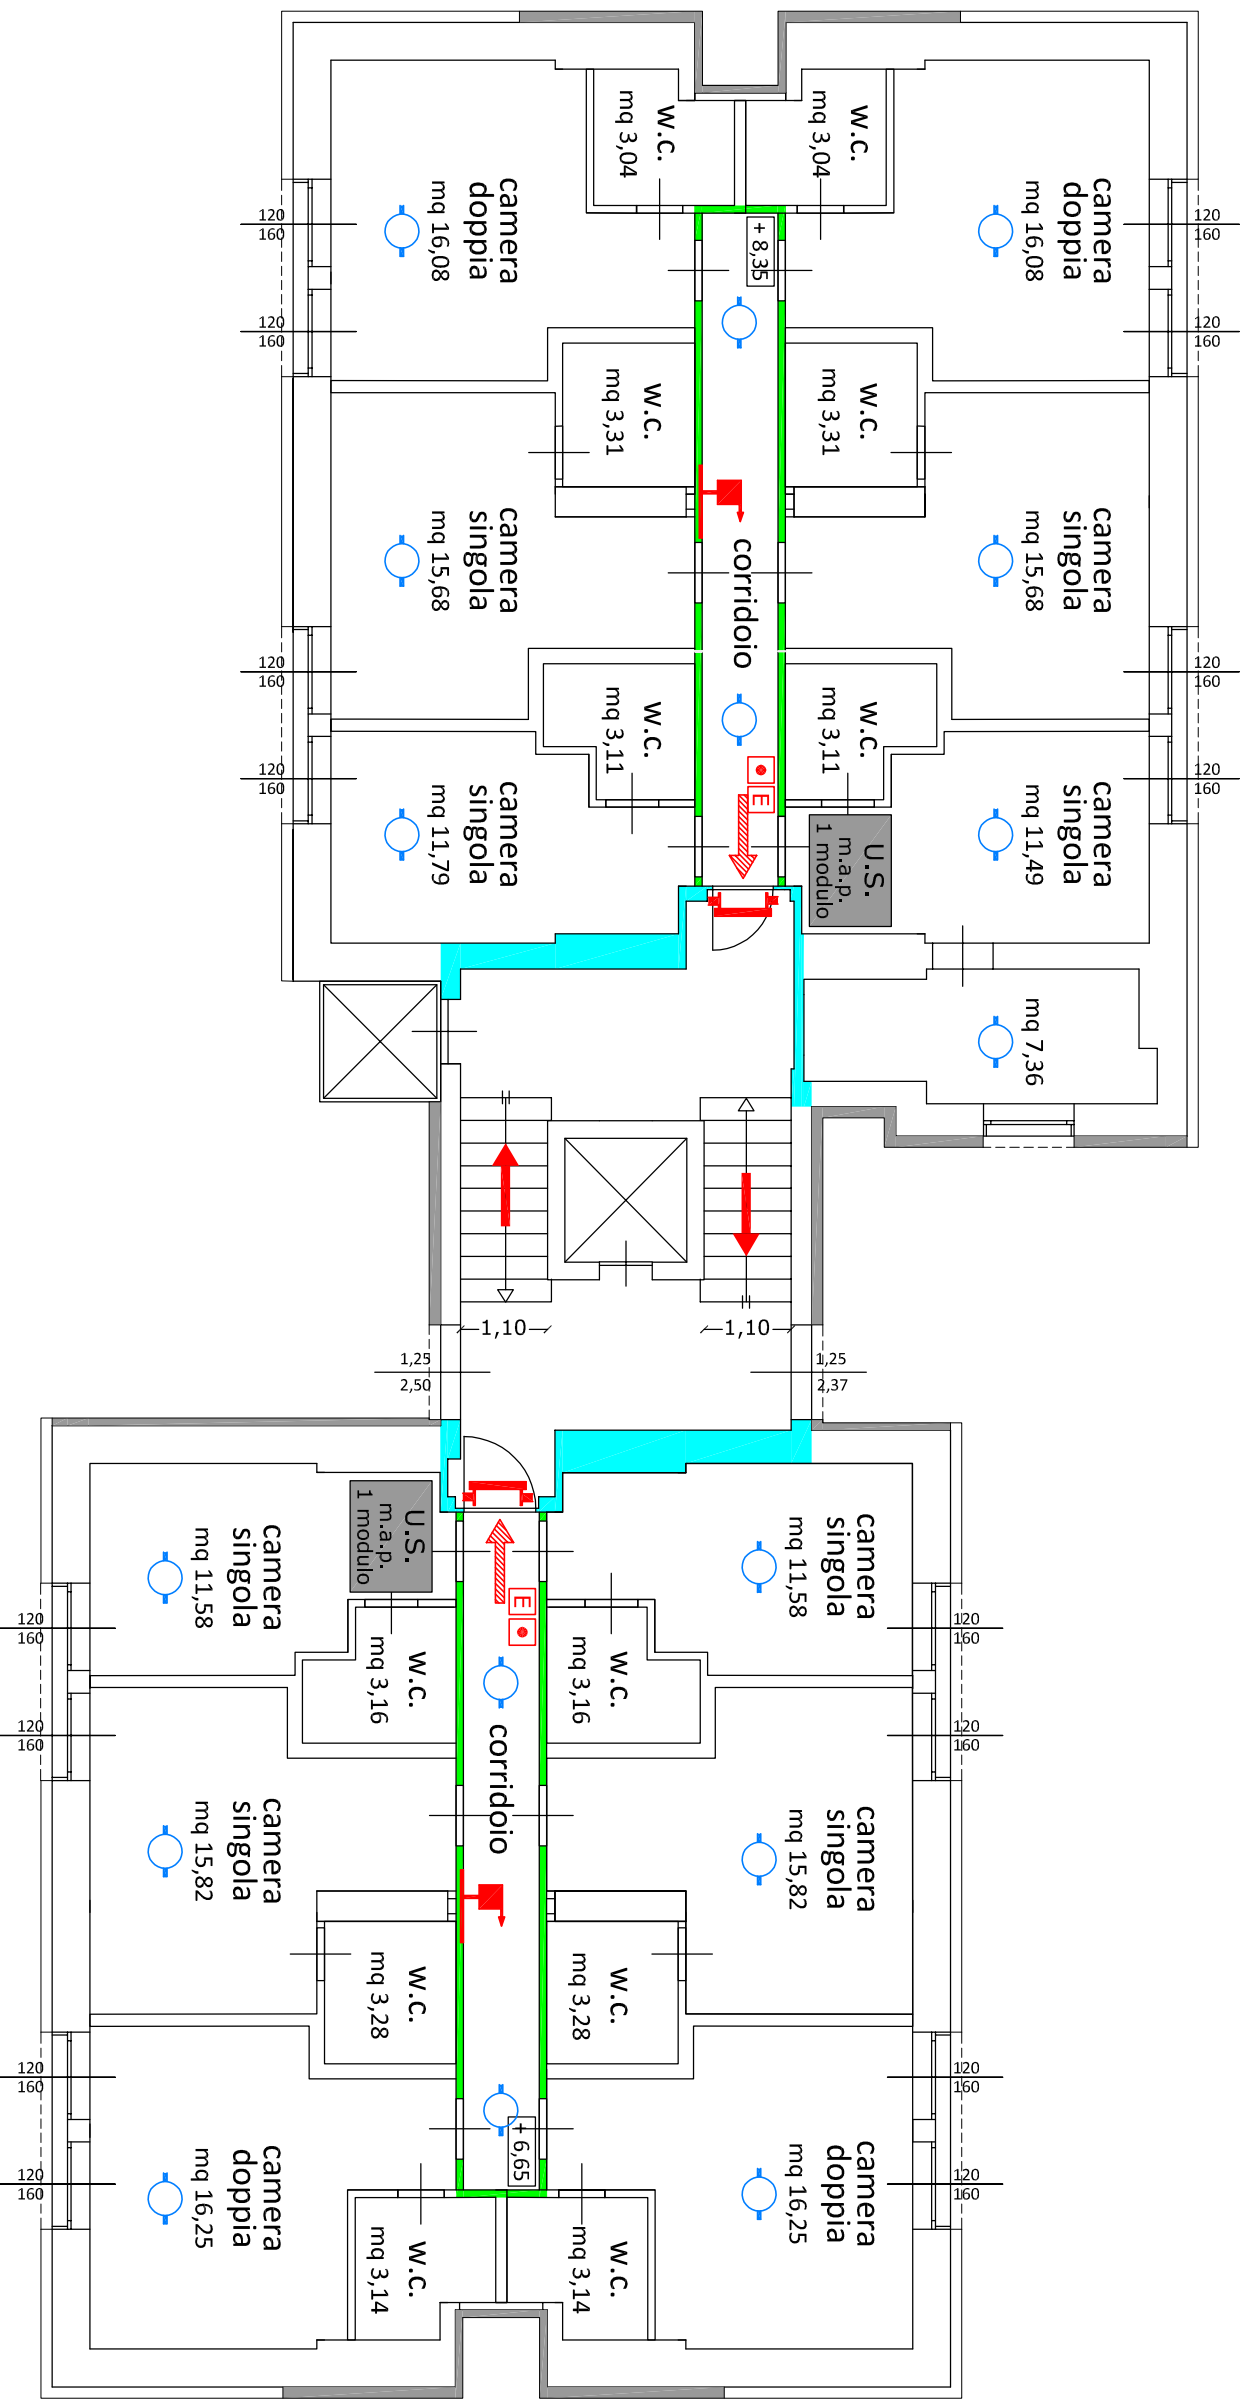 w.c.
mq 3,04
w.c.
mq 3,04
camera
doppia
mq 16,08
camera
doppia
mq 16,08
120
160
120
160
+ 8,35
120
160
120
160
w.c.
mq 3,31
w.c.
mq 3,31
camera
singola
mq 15,68
corridoio
camera
singola
mq 15,68
120
160
120
160
w.c.
mq 3,11
w.c.
mq 3,11
120
160
120
160
camera
singola
mq 11,79
E
U.S.
m.a.p.
1 modulo
camera
singola
mq 11,49
mq 7,36
1,10
1,10
1,25
2,50
1,25
2,37
camera
singola
mq 11,58
U.S.
m.a.p.
1 modulo
E
camera
singola
mq 11,58
120
160
120
160
w.c.
mq 3,16
w.c.
mq 3,16
120
160
120
160
corridoio
camera
singola
mq 15,82
camera
singola
mq 15,82
w.c.
mq 3,28
w.c.
mq 3,28
120
160
120
160
+ 6,65
camera
doppia
mq 16,25
camera
doppia
mq 16,25
120
160
120
160
w.c.
mq 3,14
w.c.
mq 3,14